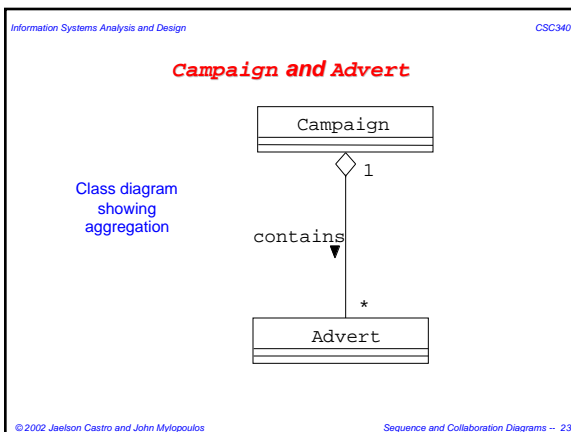 Information Systems Analysis and Design CSC340
Campaign and Advert
Campaign
1
Class diagram
showing
aggregation
contains
*
Advert
© 2002 Jaelson Castro and John Mylopoulos Sequence and Collaboration Diagrams -- 23